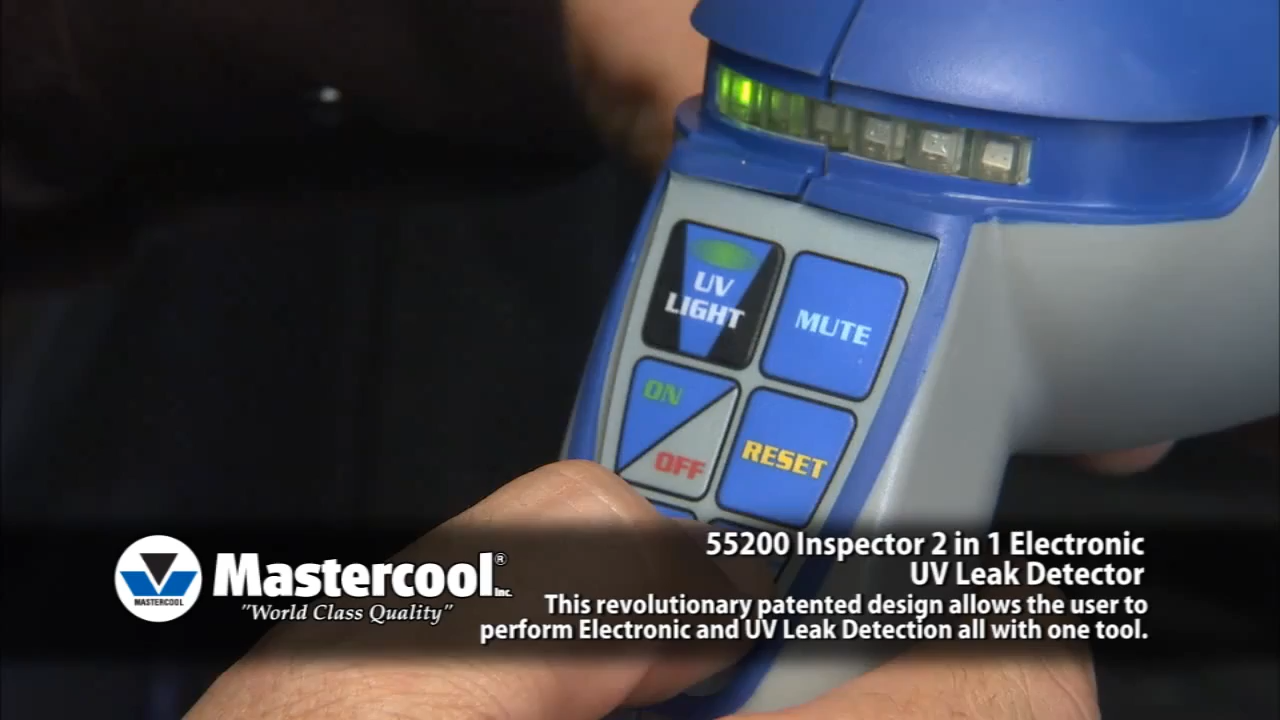 UV
LIGHT
MUTE
ON
OFF
RESET
MASTERCOOL
Mastercool®
Inc.
"World Class Quality"
55200 Inspector 2 in 1 Electronic
UV Leak Detector
This revolutionary patented design allows the user to
perform Electronic and UV Leak Detection all with one tool.